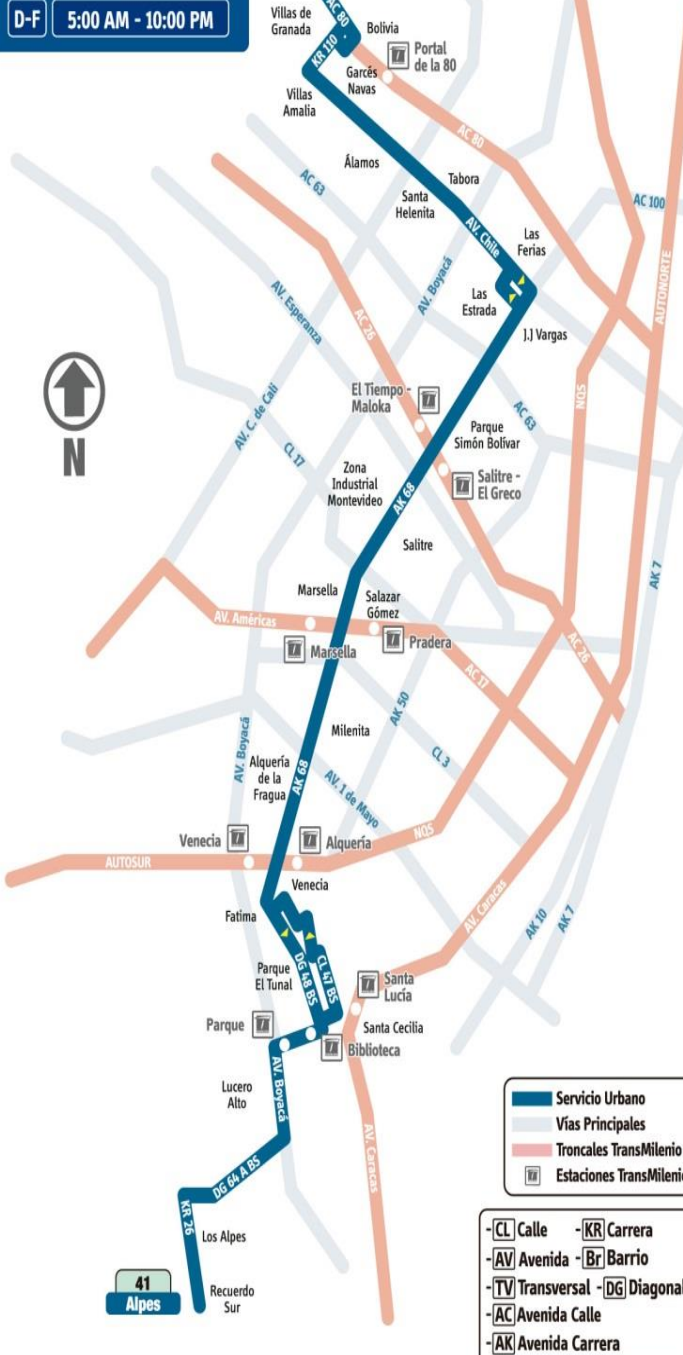 D-F 5:00 AM - 10:00 PM
Villas de
Granada
AC 80
Bolivia
KR 110
Portal
de la 80
Garcés
Navas
Villas
Amalia
AC 80
Álamos
Tabora
AC 63
Santa
Helenita
AC 100
AV. Chile
Las
Ferias
AV. Boyacá
AUTONORTE
AV. Esperanza
AC 26
Las
Estrada
J.J Vargas
NQS
El Tiempo -
Maloka
AC 63
N
AV. C. de Cali
Parque
Simón Bolívar
CL 17
Zona
Industrial
Montevideo
Salitre -
El Greco
AK 68
Salitre
AK 7
Marsella
Salazar
Gómez
AV. Américas
Marsella
Pradera
AC 26
AC 17
AK 50
Milenita
AV. Boyacá
CL 3
Alquería
de la
Fragua
AK 68
AV. 1 de Mayo
Venecia
Alquería
NQS
AUTOSUR
Venecia
AV. Caracas
Fatima
AK 10
AK 7
Parque
El Tunal
DG 48 BS
CL 47 BS
Santa
Lucía
Parque
Santa Cecilia
Biblioteca
Lucero
Alto
AV. Boyacá
AV. Caracas
DG 64 A BS
KR 26
Los Alpes
41
Alpes
Recuerdo
Sur
Servicio Urbano
Vías Principales
Troncales TransMilenio
Estaciones TransMilenio
- CL Calle - KR Carrera
- AV Avenida - Br Barrio
- TV Transversal - DG Diagonal
- AC Avenida Calle
- AK Avenida Carrera